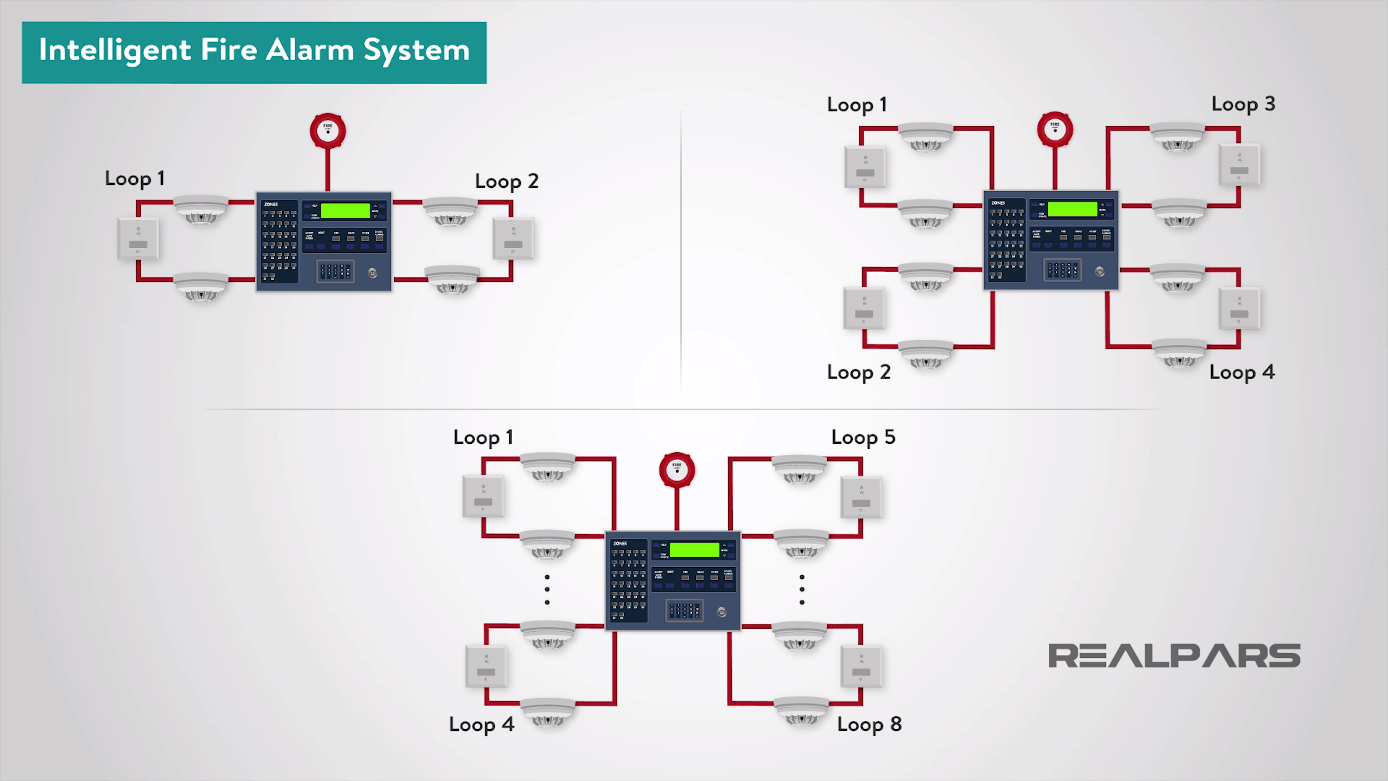 Intelligent Fire Alarm System
Loop 1
FIRE
Loop 2
ZONES
Loop 1
Loop 3
FIRE
ZONES
Loop 2
Loop 4
Loop 1
Loop 5
FIRE
ZONES
Loop 4
Loop 8
REALPARS